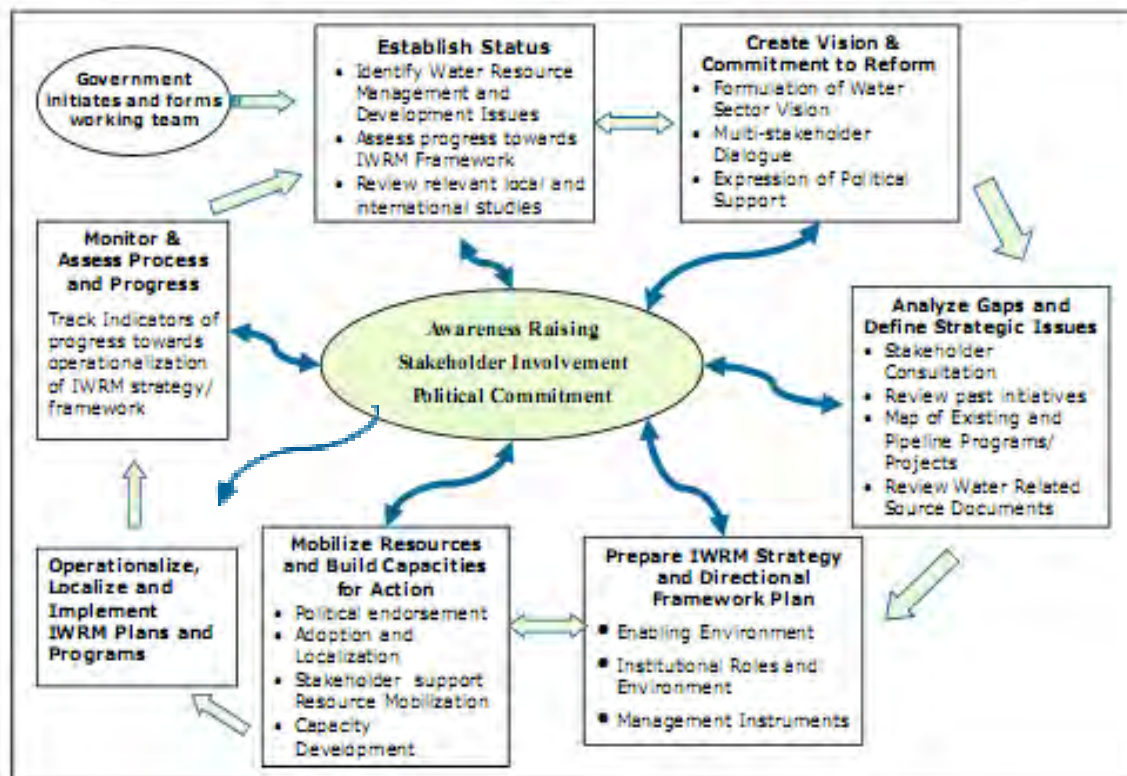 Government
initiates and forms
working team
Establish Status
• Identify Water Resource
Management and
Development Issues
• Assess progress towards
IWRM Framework
• Review relevant local and
international studies
Create Vision &
Commitment to Reform
• Formulation of Water
Sector Vision
• Multi-stakeholder
Dialogue
• Expression of Political
Support
Analyze Gaps and
Define Strategic Issues
• Stakeholder
Consultation
• Review past initiatives
• Map of Existing and
Pipeline Programs/
Projects
• Review Water Related
Source Documents
Prepare IWRM Strategy
and Directional
Framework Plan
• Enabling Environment
• Institutional Roles and
Environment
• Management Instruments
Mobilize Resources
and Build Capacities
for Action
• Political endorsement
• Adoption and
Localization
• Stakeholder support
Resource Mobilization
• Capacity
Development
Operationalize,
Localize and
Implement
IWRM Plans and
Programs
Monitor &
Assess Process
and Progress
Track Indicators of
progress towards
operationalization
of IWRM strategy/
framework
Awareness Raising
Stakeholder Involvement
Political Commitment